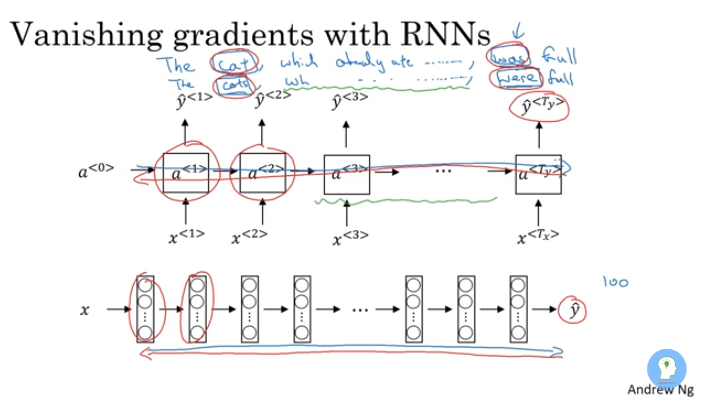 Vanishing gradients with RNNs
The cat, which already ate ........, was full
The cats, wh ... ........, were full
ŷ<1> ŷ<2> ŷ<3> ŷ<Ty>
a<0> a<1> a<2> a<3> ... a<Ty>
x<1> x<2> x<3> x<Tx>
100
x ... ŷ
Andrew Ng